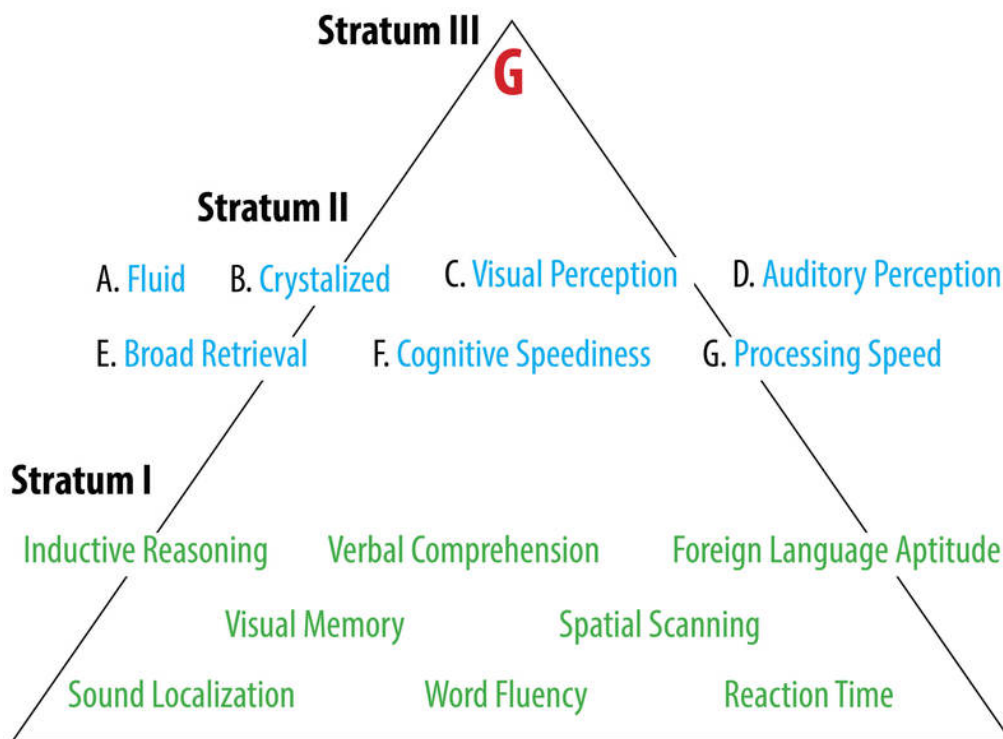 Stratum III
G
Stratum II
A. Fluid B. Crystalized C. Visual Perception D. Auditory Perception
E. Broad Retrieval F. Cognitive Speediness G. Processing Speed
Stratum I
Inductive Reasoning Verbal Comprehension Foreign Language Aptitude
Visual Memory Spatial Scanning
Sound Localization Word Fluency Reaction Time